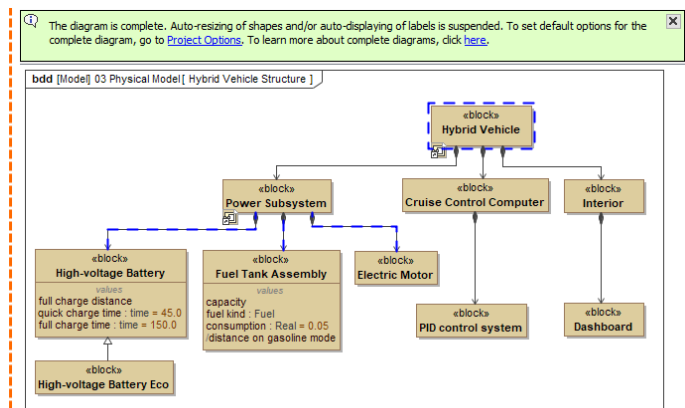 The diagram is complete. Auto-resizing of shapes and/or auto-displaying of labels is suspended. To set default options for the
complete diagram, go to Project Options. To learn more about complete diagrams, click here.
bdd [Model] 03 Physical Model[ Hybrid Vehicle Structure ]
«block»
Hybrid Vehicle
«block»
Power Subsystem
«block»
Cruise Control Computer
«block»
Interior
«block»
High-voltage Battery
values
full charge distance
quick charge time : time = 45.0
full charge time : time = 150.0
«block»
Fuel Tank Assembly
values
capacity
fuel kind : Fuel
consumption : Real = 0.05
/distance on gasoline mode
«block»
Electric Motor
«block»
PID control system
«block»
Dashboard
«block»
High-voltage Battery Eco